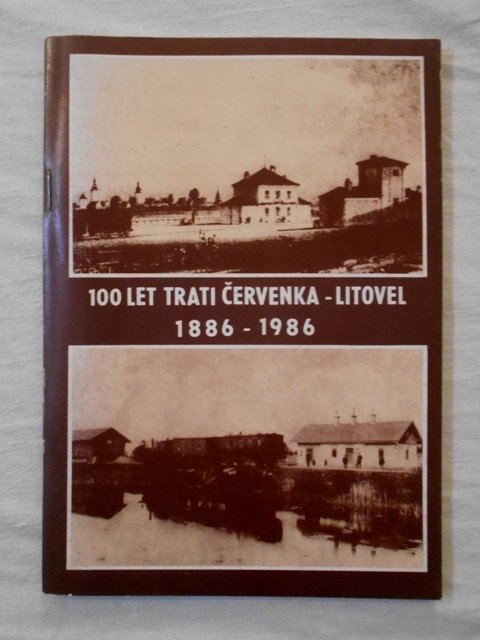 100 LET TRATI ČERVENKA - LITOVEL
1886 - 1986